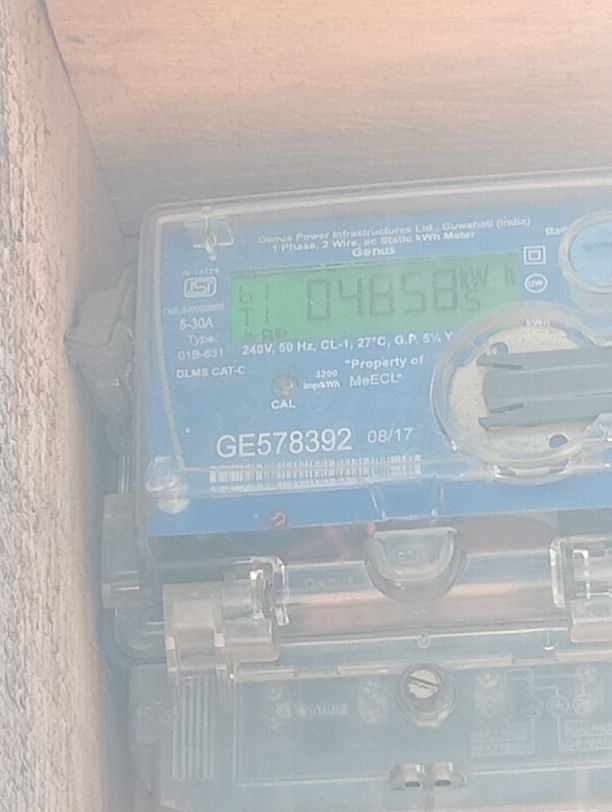 Genus Power Infrastructures Ltd., Guwahati (India)
1 Phase, 2 Wire, ac Static kWh Meter
Genus
ISI
5-30A
Type:
01B-631
DLMS CAT-C
T1
kW h
240V, 50 Hz, CL-1, 27°C, G.P. 5½ Y
3200
imp/kWh
CAL
"Property of
MeECL"
GE578392 08/17